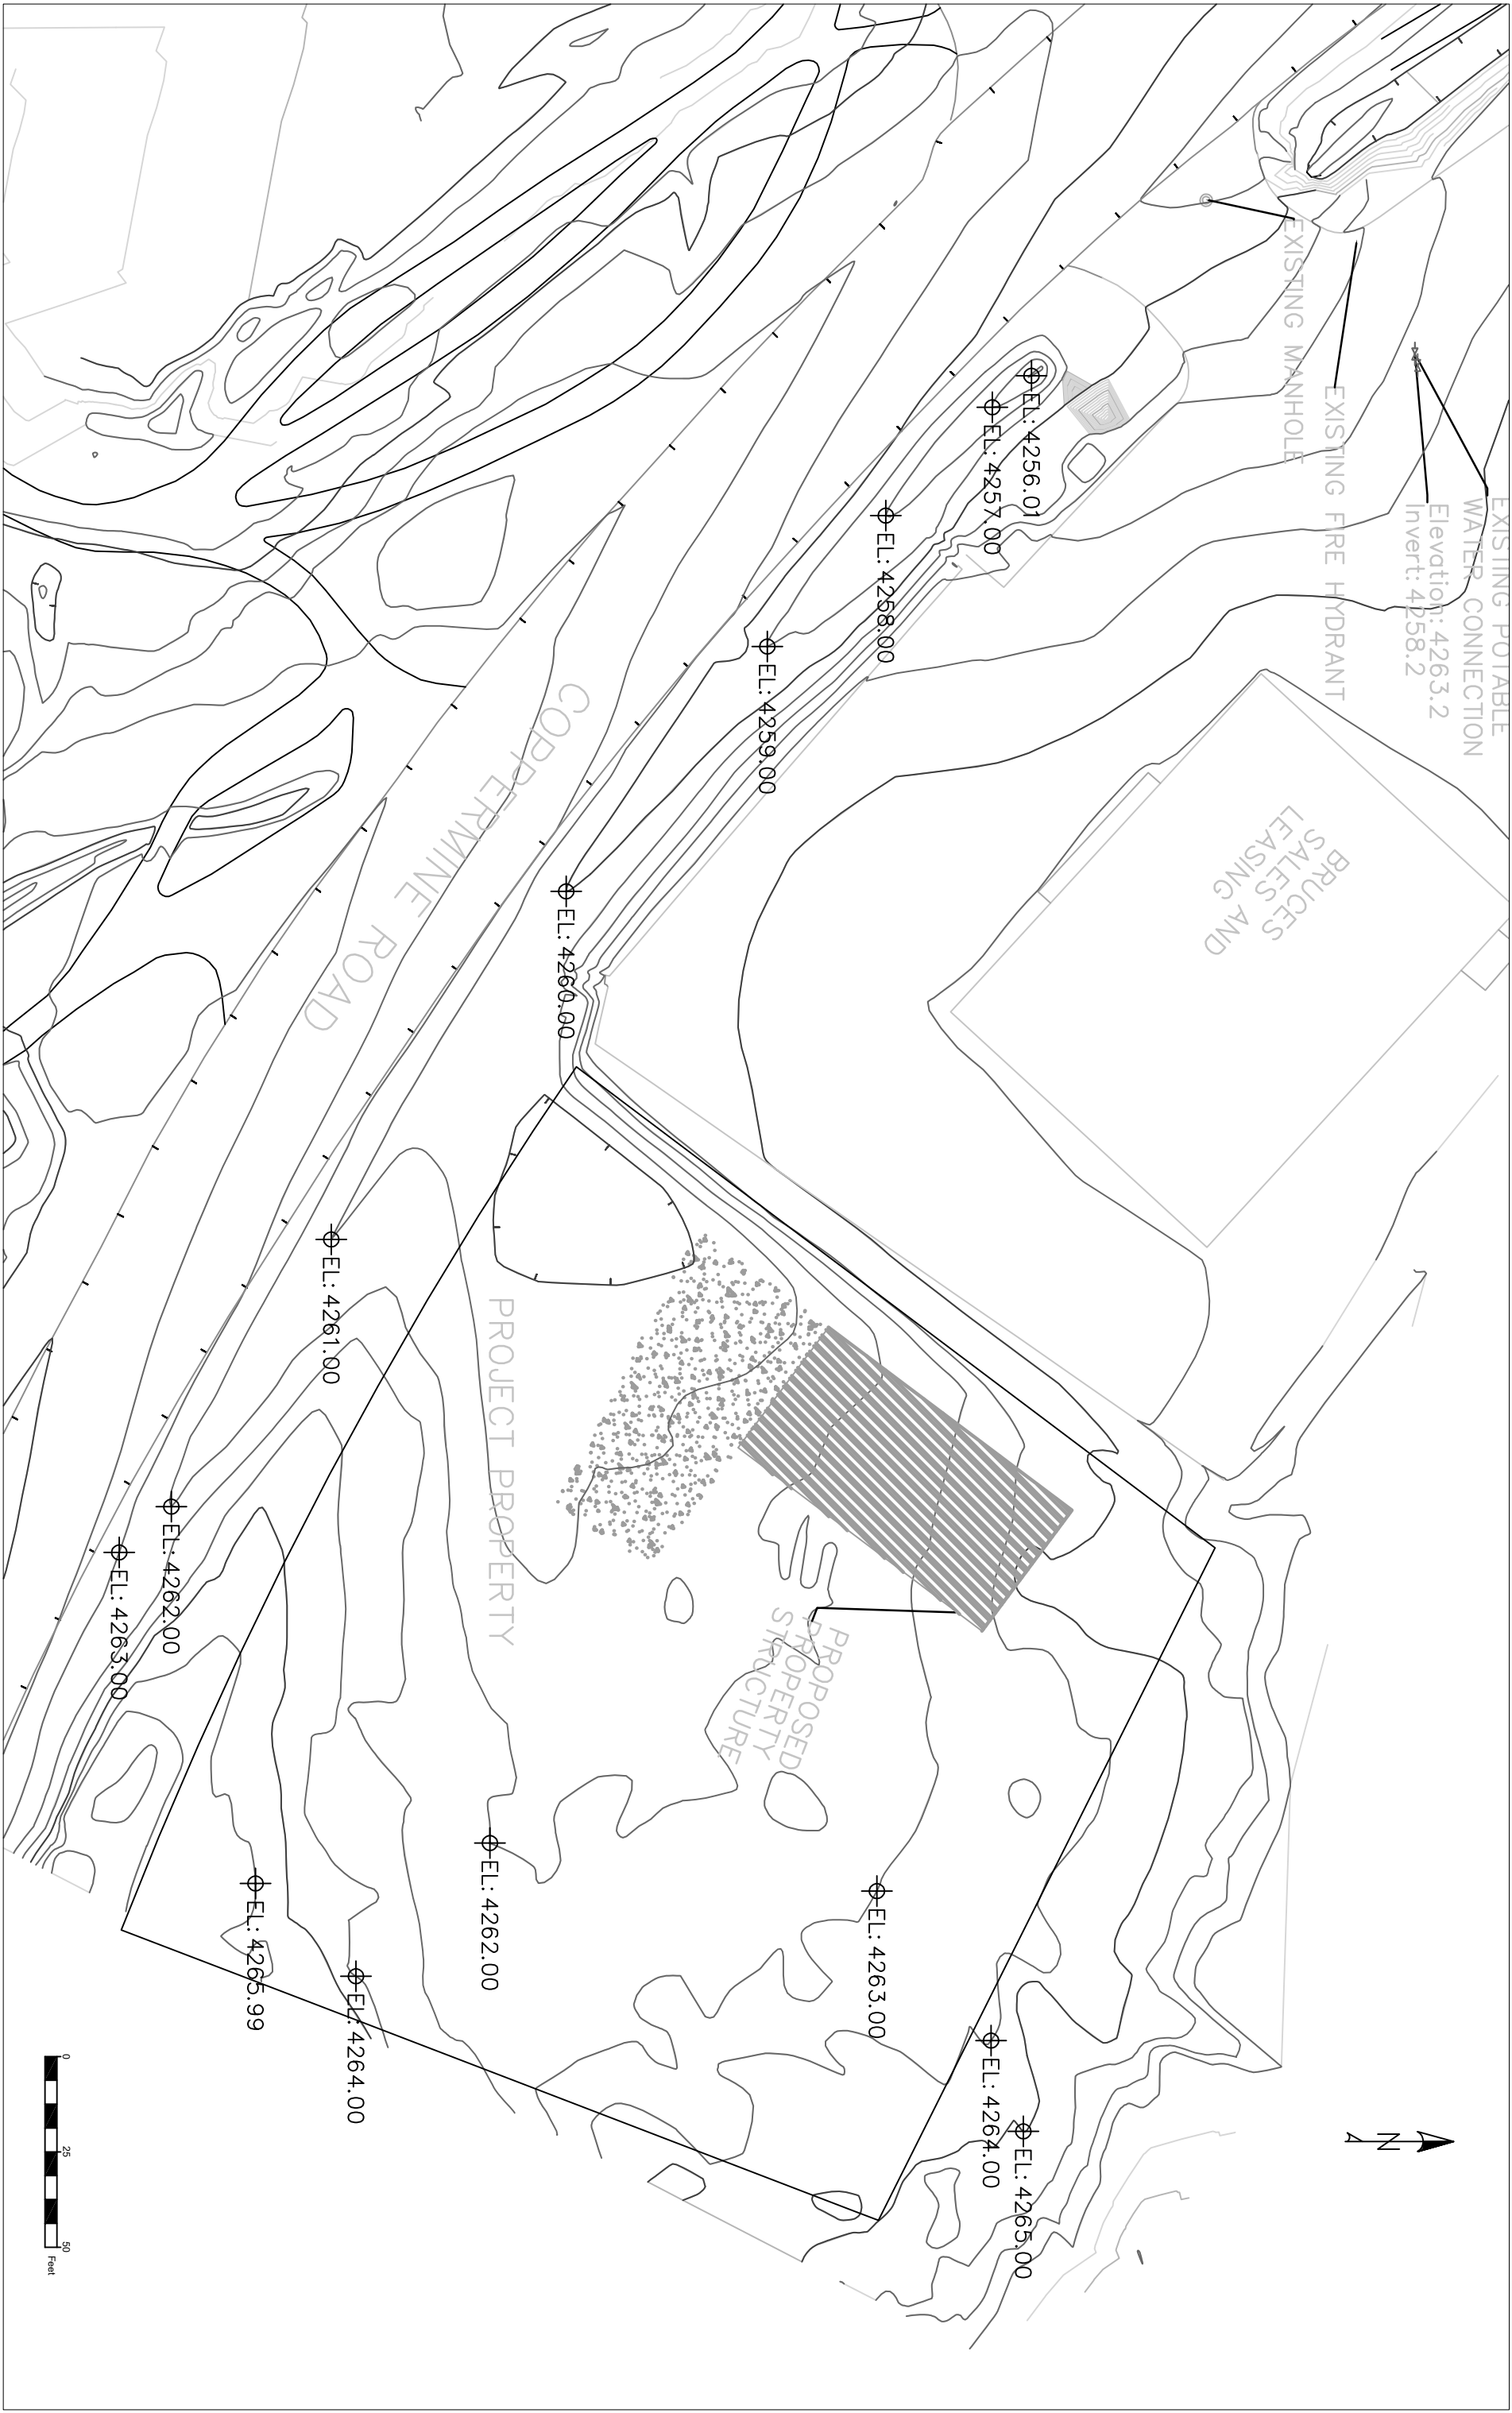 EXISTING POTABLE
WATER CONNECTION
Elevation: 4263.2
Invert: 4258.2
EXISTING FIRE HYDRANT
EXISTING MANHOLE
BRUCES
SALES AND
LEASING
EL: 4256.01
EL: 4257.00
EL: 4258.00
EL: 4259.00
EL: 4260.00
COPPERMINE ROAD
PROJECT PROPERTY
PROPOSED
PROPERTY
STRUCTURE
EL: 4261.00
EL: 4262.00
EL: 4263.00
EL: 4262.00
EL: 4263.00
EL: 4264.00
EL: 4265.00
EL: 4264.00
EL: 4265.99
N
0
25
50
Feet